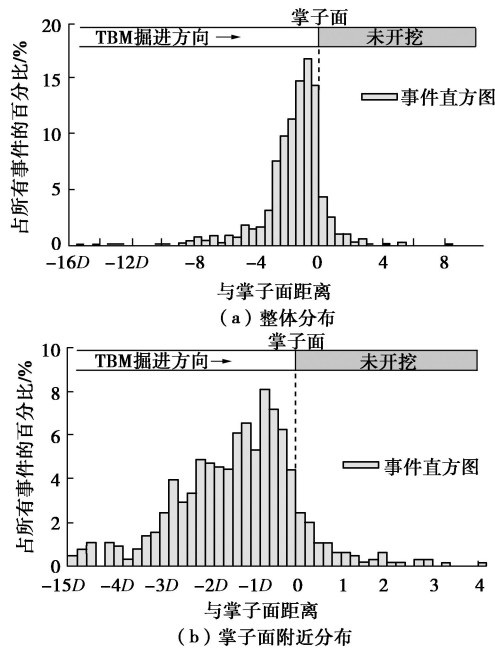 掌子面
TBM掘进方向→
未开挖
事件直方图
占所有事件的百分比/%
20
15
10
5
0
-16D -12D -8 -4 0 4 8
与掌子面距离
(a)整体分布
掌子面
TBM掘进方向→
未开挖
事件直方图
占所有事件的百分比/%
10
8
6
4
2
0
-15D -4D -3D -2D -1D 0 1 2 3 4
与掌子面距离
(b)掌子面附近分布